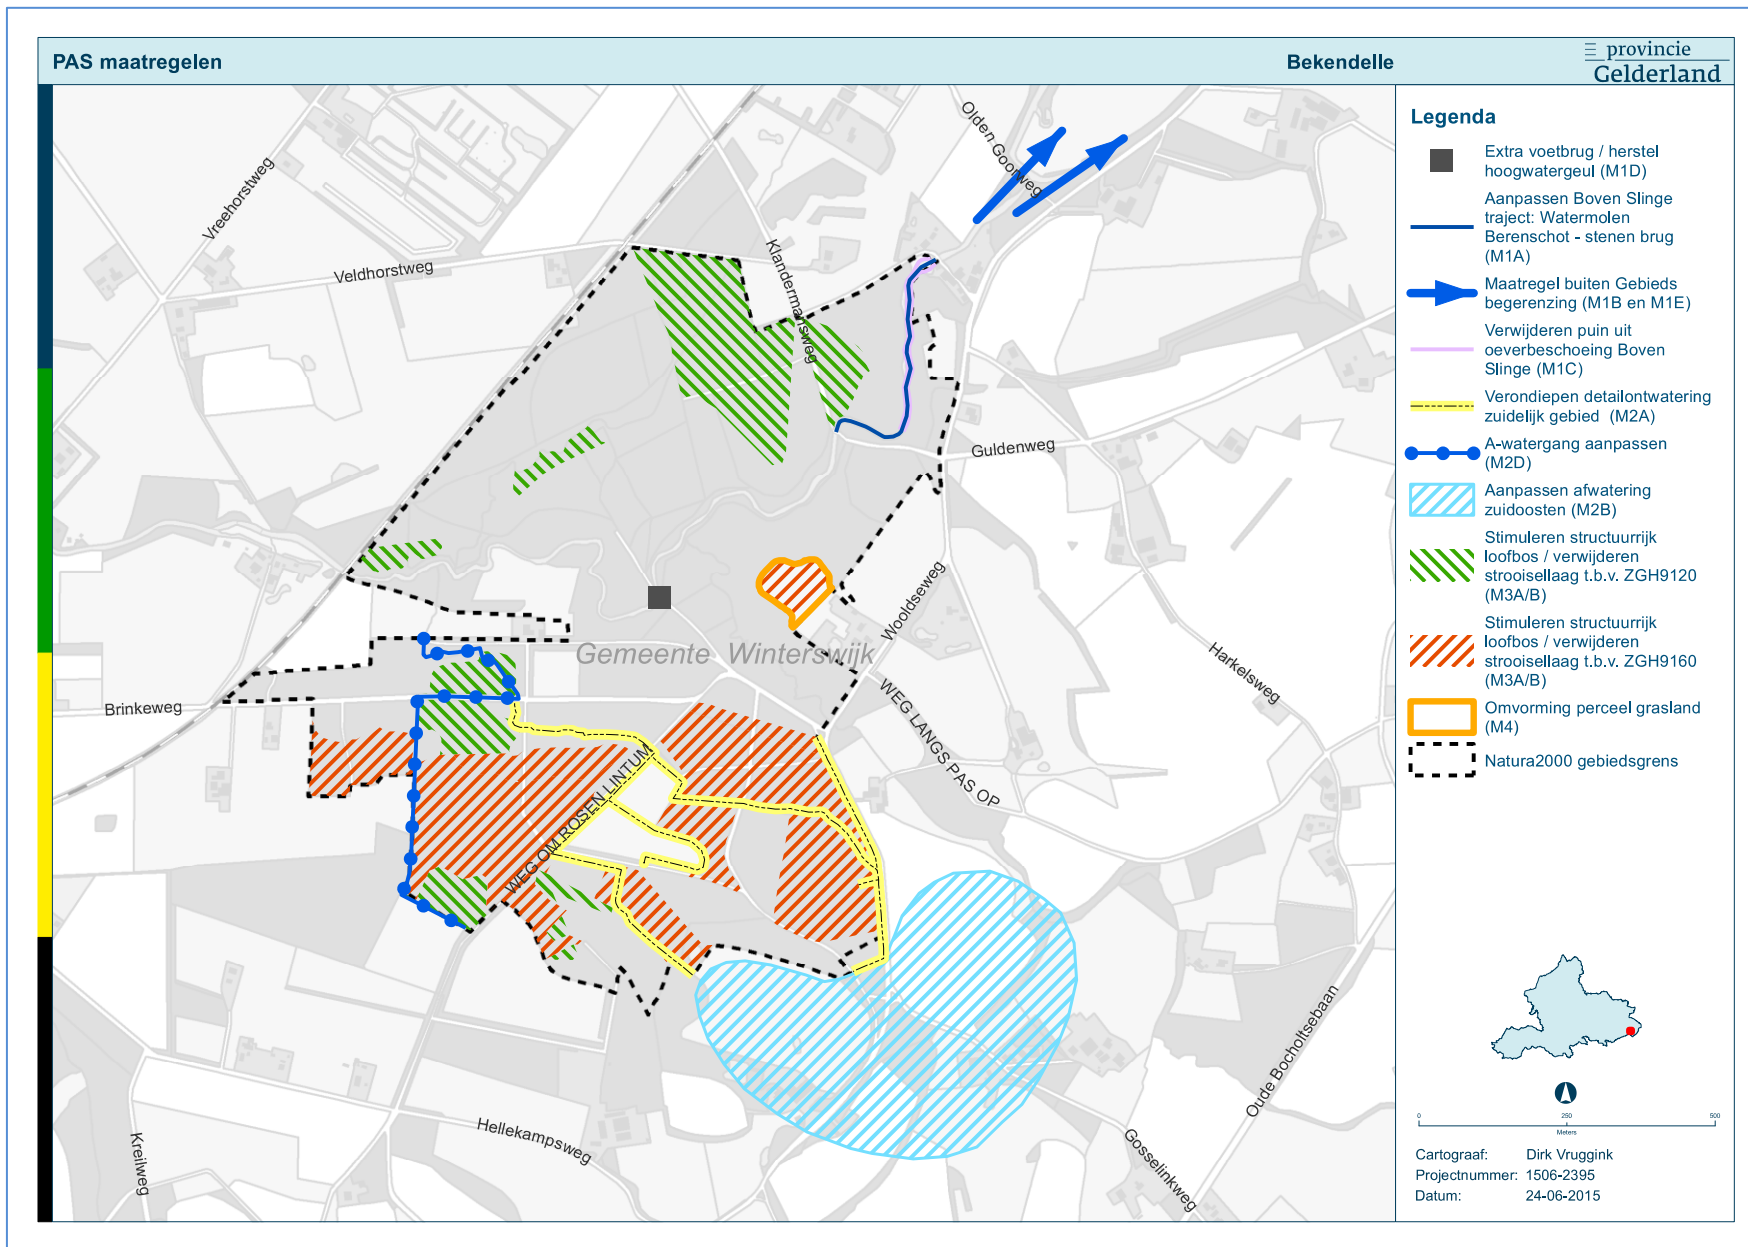 PAS maatregelen
Bekendelle
provincie
Gelderland
Legenda
Extra voetbrug / herstel
hoogwatergeul (M1D)
Aanpassen Boven Slinge
traject: Watermolen
Berenschot - stenen brug
(M1A)
Maatregel buiten Gebieds
begerenzing (M1B en M1E)
Verwijderen puin uit
oeverbeschoeing Boven
Slinge (M1C)
Verondiepen detailontwatering
zuidelijk gebied (M2A)
A-watergang aanpassen
(M2D)
Aanpassen afwatering
zuidoosten (M2B)
Stimuleren structuurrijk
loofbos / verwijderen
strooisellaag t.b.v. ZGH9120
(M3A/B)
Stimuleren structuurrijk
loofbos / verwijderen
strooisellaag t.b.v. ZGH9160
(M3A/B)
Omvorming perceel grasland
(M4)
Natura2000 gebiedsgrens
Olden Goorweg
Vreehorstweg
Veldhorstweg
Klandermansweg
Guldenweg
Wooldseweg
Gemeente Winterswijk
Harkelsweg
Brinkeweg
WEG LANGS PAS OP
WEG OM ROSEN LINTUM
Oude Bocholtsebaan
Hellekampsweg
Kreilweg
Gosselinkweg
0 250 500
Meters
Cartograaf: Dirk Vruggink
Projectnummer: 1506-2395
Datum: 24-06-2015